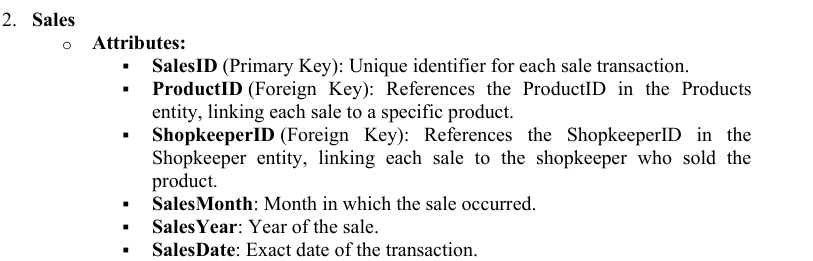 2. Sales
o Attributes:
▪ SalesID (Primary Key): Unique identifier for each sale transaction.
▪ ProductID (Foreign Key): References the ProductID in the Products
entity, linking each sale to a specific product.
▪ ShopkeeperID (Foreign Key): References the ShopkeeperID in the
Shopkeeper entity, linking each sale to the shopkeeper who sold the
product.
▪ SalesMonth: Month in which the sale occurred.
▪ SalesYear: Year of the sale.
▪ SalesDate: Exact date of the transaction.